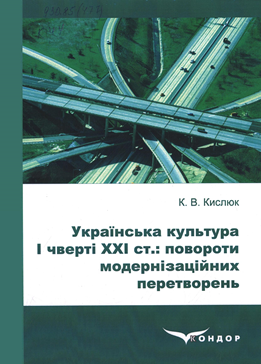 К. В. Кислюк
Українська культура
І чверті ХХІ ст.: повороти
модернізаційних
перетворень
КОНДОР